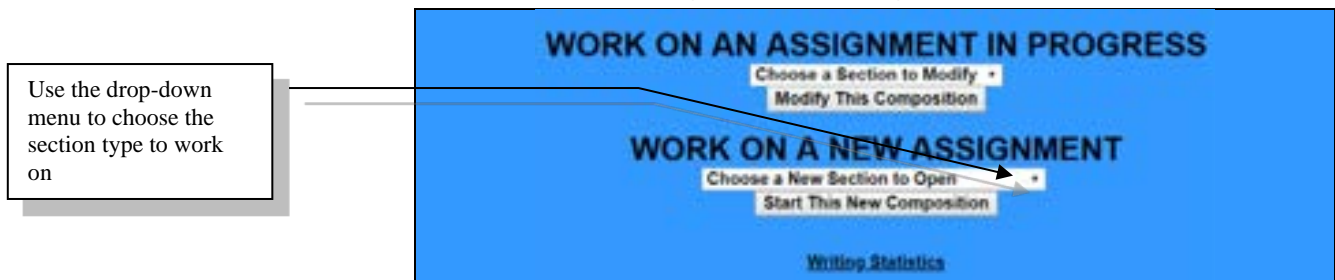 Use the drop-down
menu to choose the
section type to work
on
WORK ON AN ASSIGNMENT IN PROGRESS
Choose a Section to Modify
Modify This Composition
WORK ON A NEW ASSIGNMENT
Choose a New Section to Open
Start This New Composition
Writing Statistics